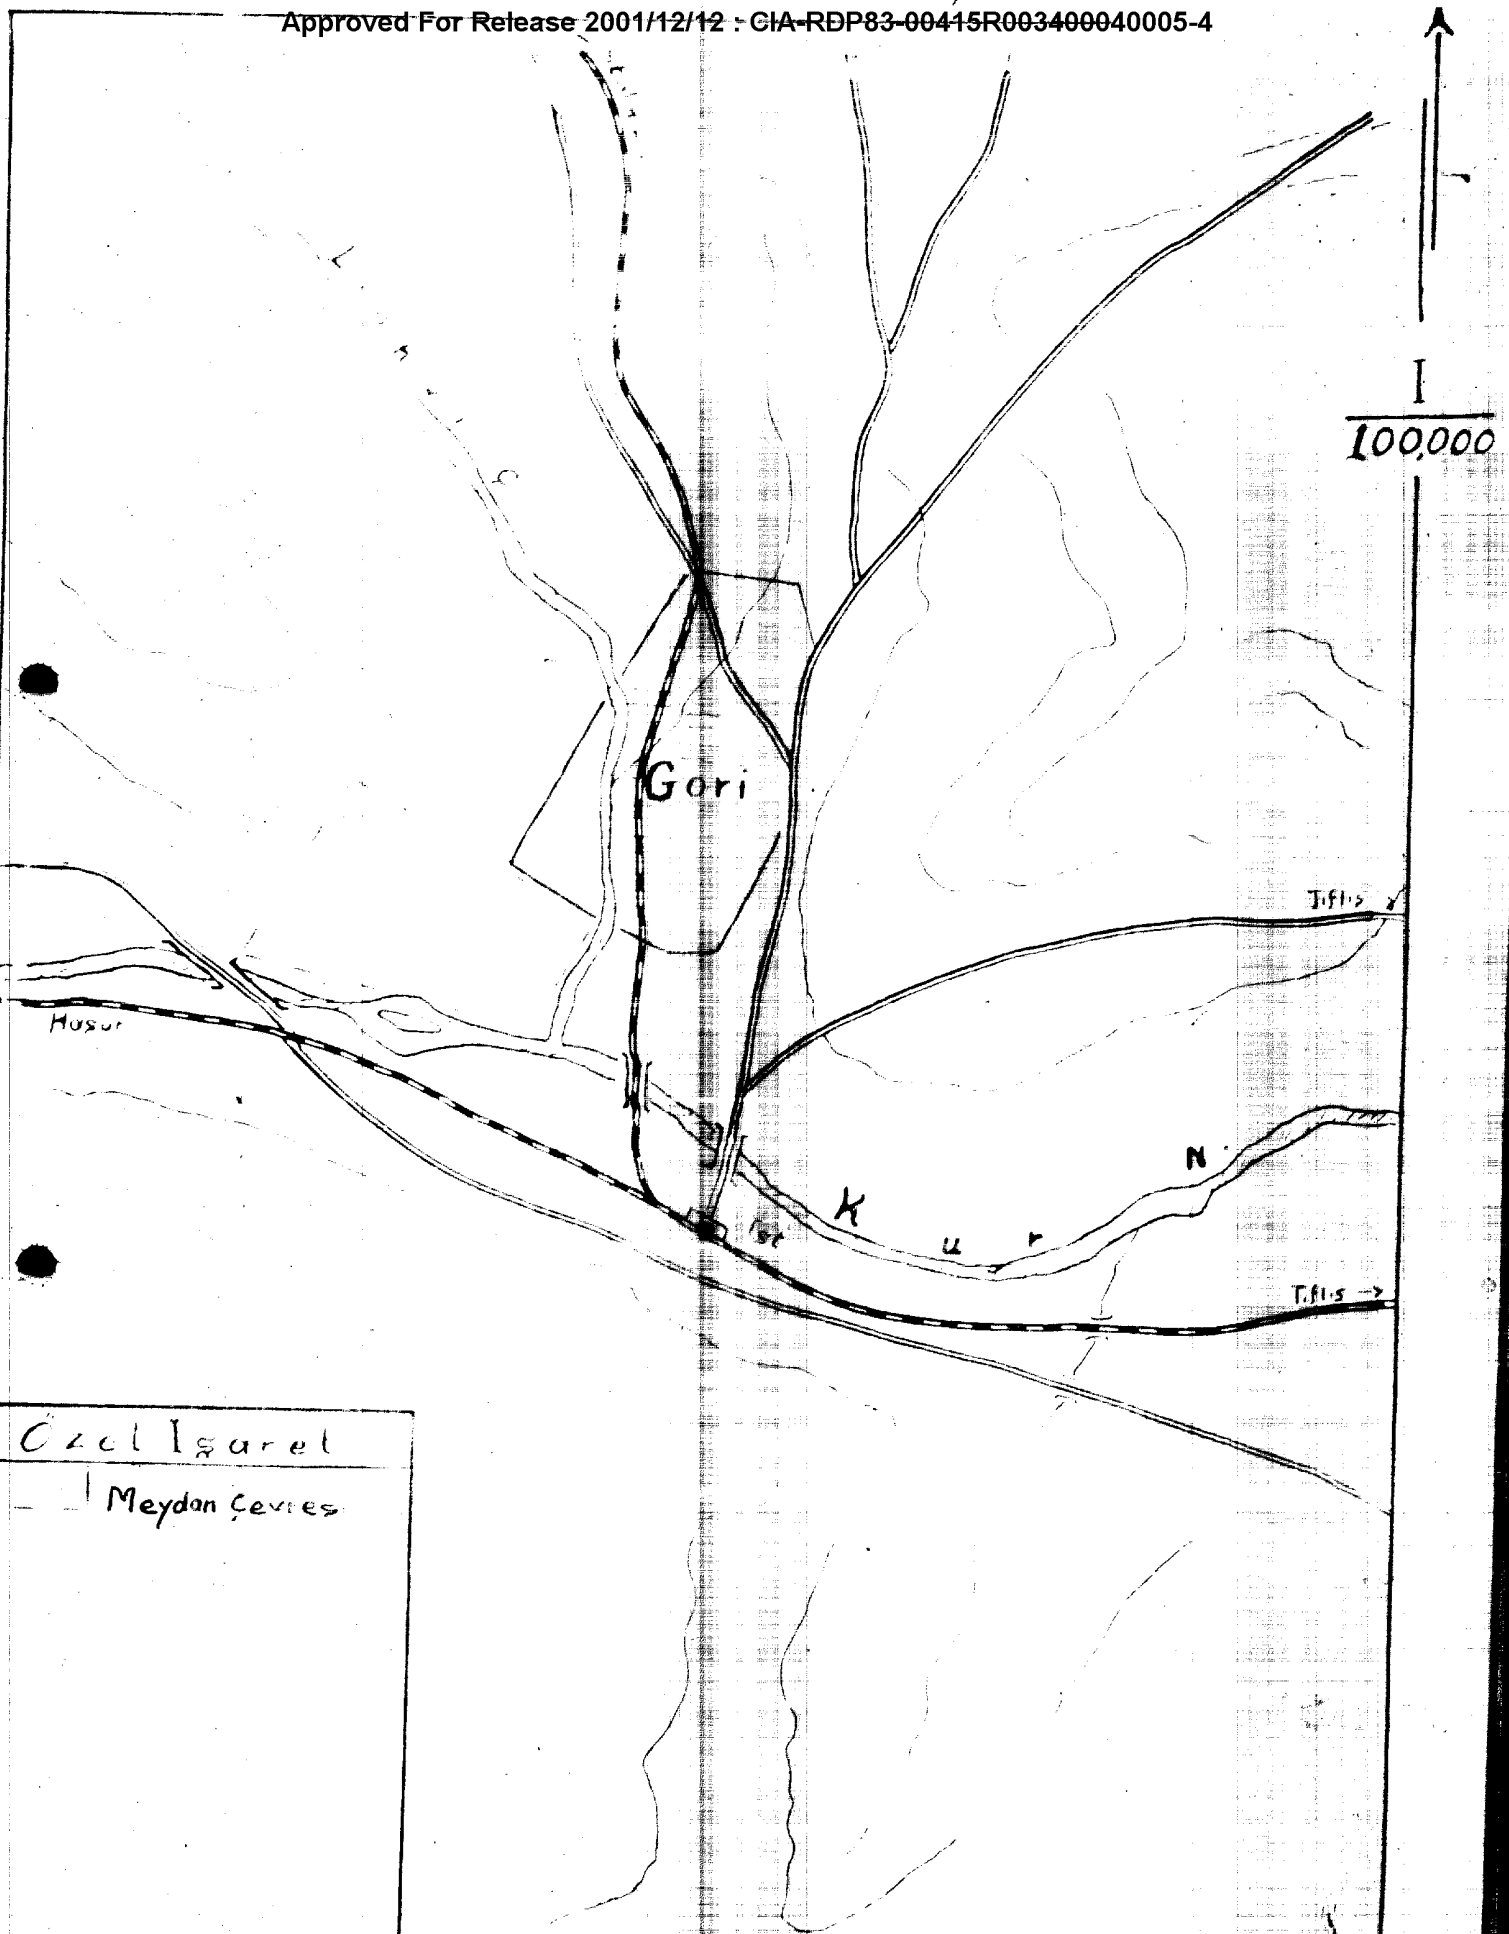 Approved For Release 2001/12/12 : CIA-RDP83-00415R003400040005-4
I
100,000
Gori
Tiflis
Hasur
K u r N.
İst
Tiflis →
Özel İşaret
Meydan Çevres